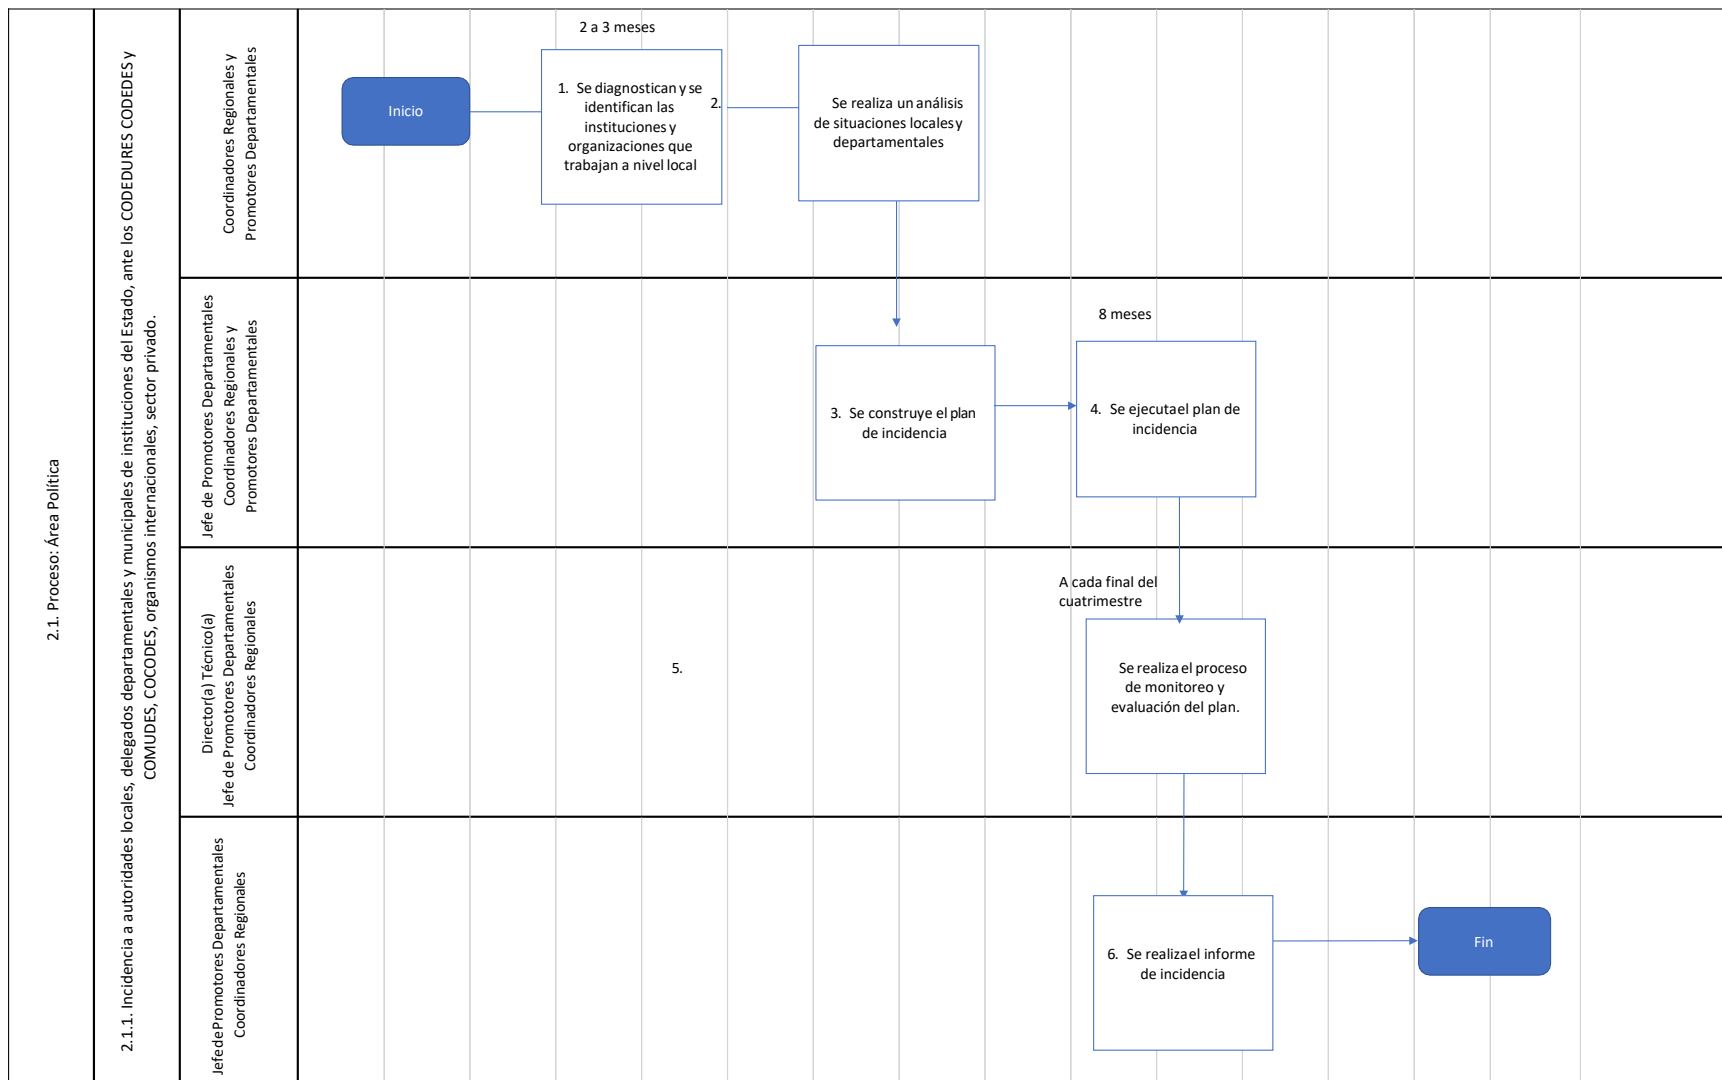 2.1. Proceso: Área Política
2.1.1. Incidencia a autoridades locales, delegados departamentales y municipales de instituciones del Estado, ante los CODEDURES CODEDES y
COMUDES, COCODES, organismos internacionales, sector privado.
Coordinadores Regionales y
Promotores Departamentales
Inicio
2 a 3 meses
1. Se diagnostican y se
identifican las
instituciones y
organizaciones que
trabajan a nivel local
2.
Se realiza un análisis
de situaciones locales y
departamentales
Jefe de Promotores Departamentales
Coordinadores Regionales y
Promotores Departamentales
3. Se construye el plan
de incidencia
8 meses
4. Se ejecuta el plan de
incidencia
Director(a) Técnico(a)
Jefe de Promotores Departamentales
Coordinadores Regionales
5.
A cada final del
cuatrimestre
Se realiza el proceso
de monitoreo y
evaluación del plan.
Jefe de Promotores Departamentales
Coordinadores Regionales
6. Se realiza el informe
de incidencia
Fin